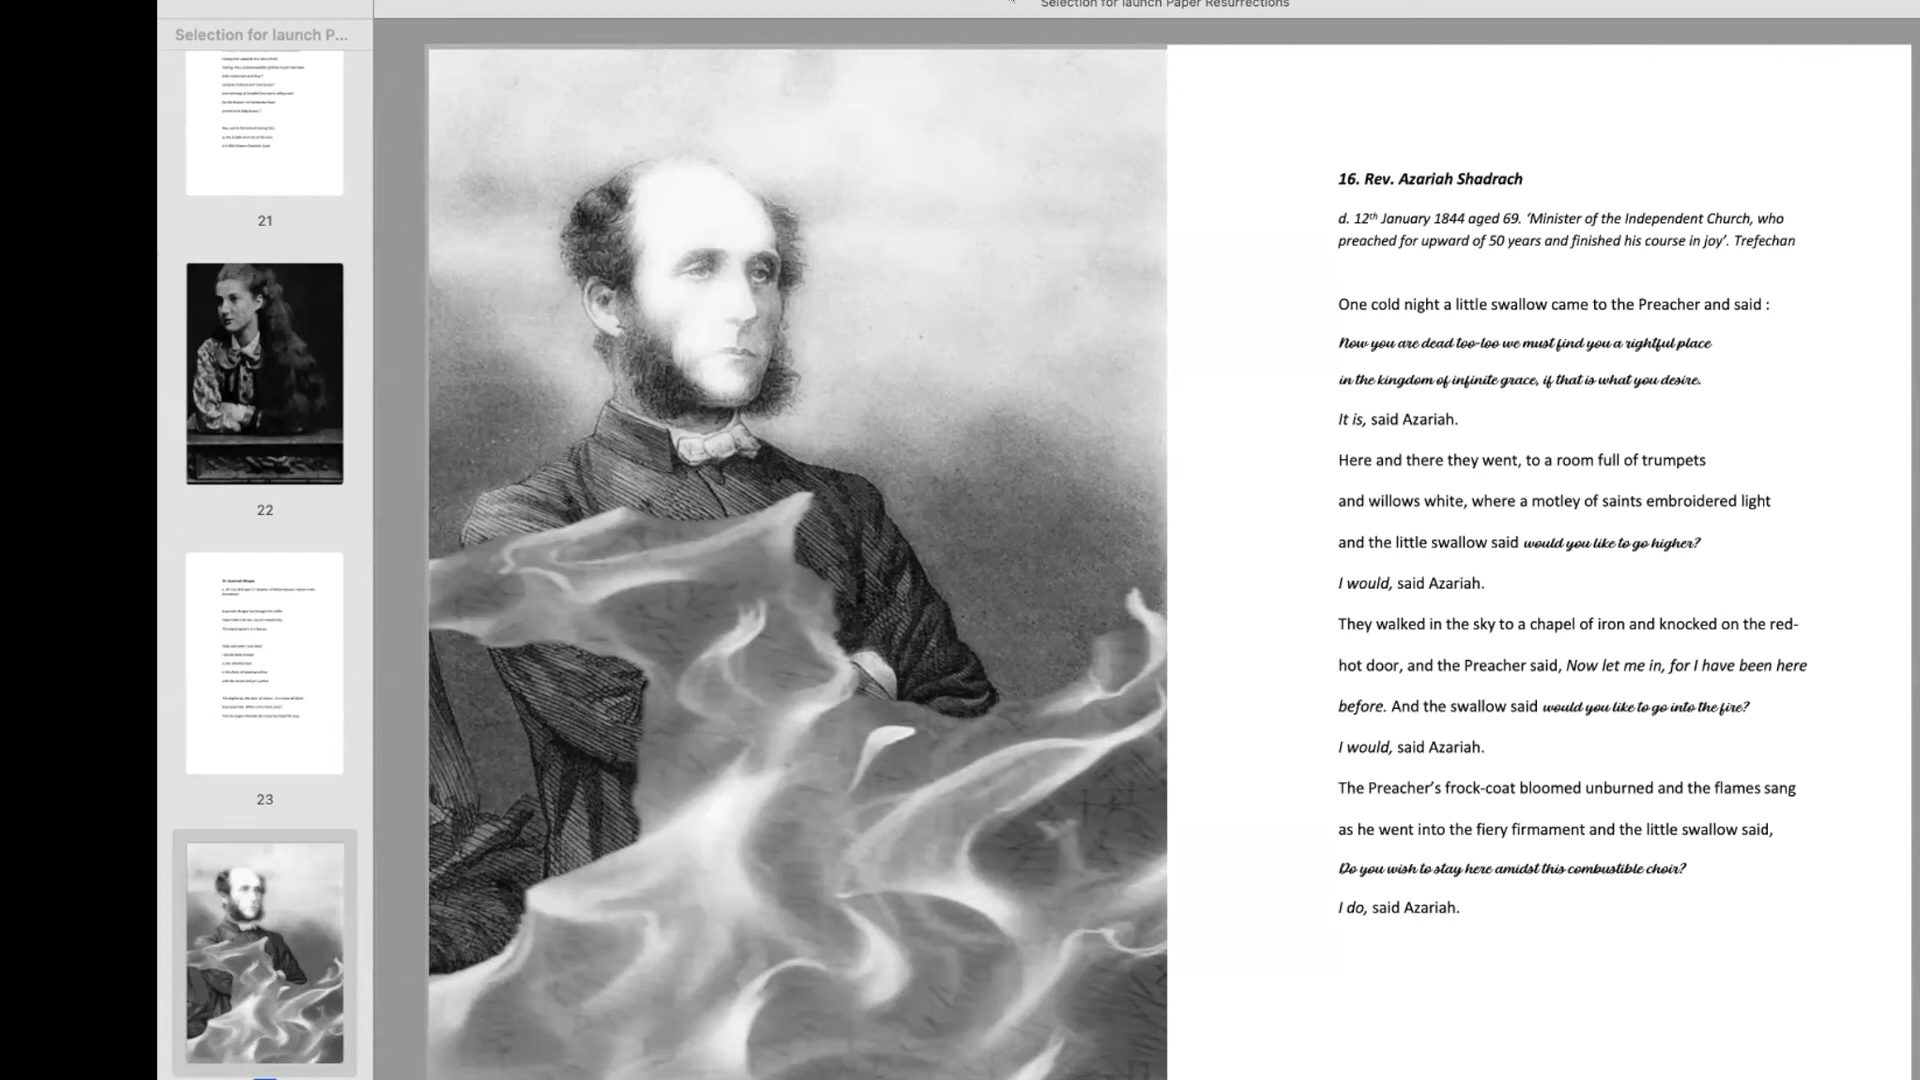 Selection for launch Paper Resurrections
Selection for launch P...
21
22
23
16. Rev. Azariah Shadrach
d. 12th January 1844 aged 69. ‘Minister of the Independent Church, who
preached for upward of 50 years and finished his course in joy’. Trefechan
One cold night a little swallow came to the Preacher and said :
Now you are dead too-loo we must find you a rightful place
in the kingdom of infinite grace, if that is what you desire.
It is, said Azariah.
Here and there they went, to a room full of trumpets
and willows white, where a motley of saints embroidered light
and the little swallow said would you like to go higher?
I would, said Azariah.
They walked in the sky to a chapel of iron and knocked on the red-
hot door, and the Preacher said, Now let me in, for I have been here
before. And the swallow said would you like to go into the fire?
I would, said Azariah.
The Preacher’s frock-coat bloomed unburned and the flames sang
as he went into the fiery firmament and the little swallow said,
Do you wish to stay here amidst this combustible choir?
I do, said Azariah.